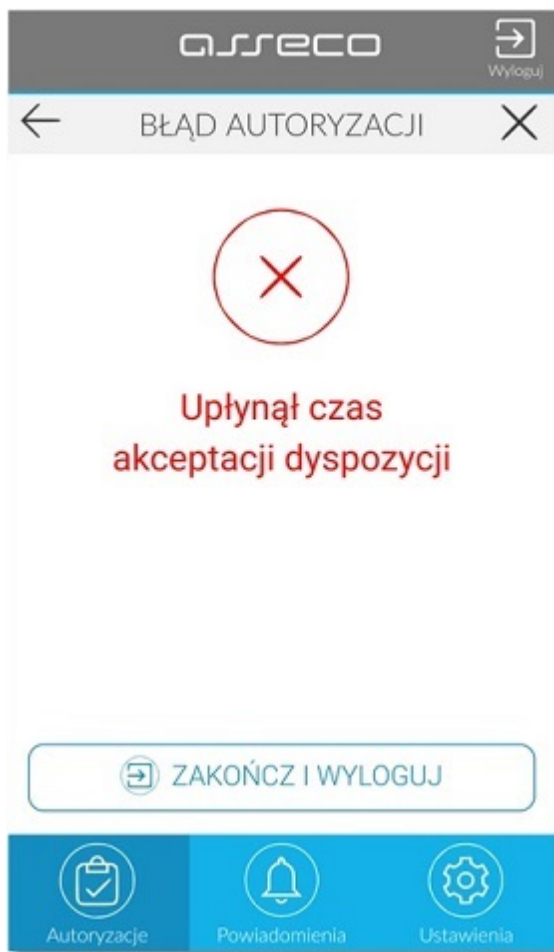 asseco
Wyloguj
BŁĄD AUTORYZACJI
Upłynął czas
akceptacji dyspozycji
ZAKOŃCZ I WYLOGUJ
Autoryzacje
Powiadomienia
Ustawienia